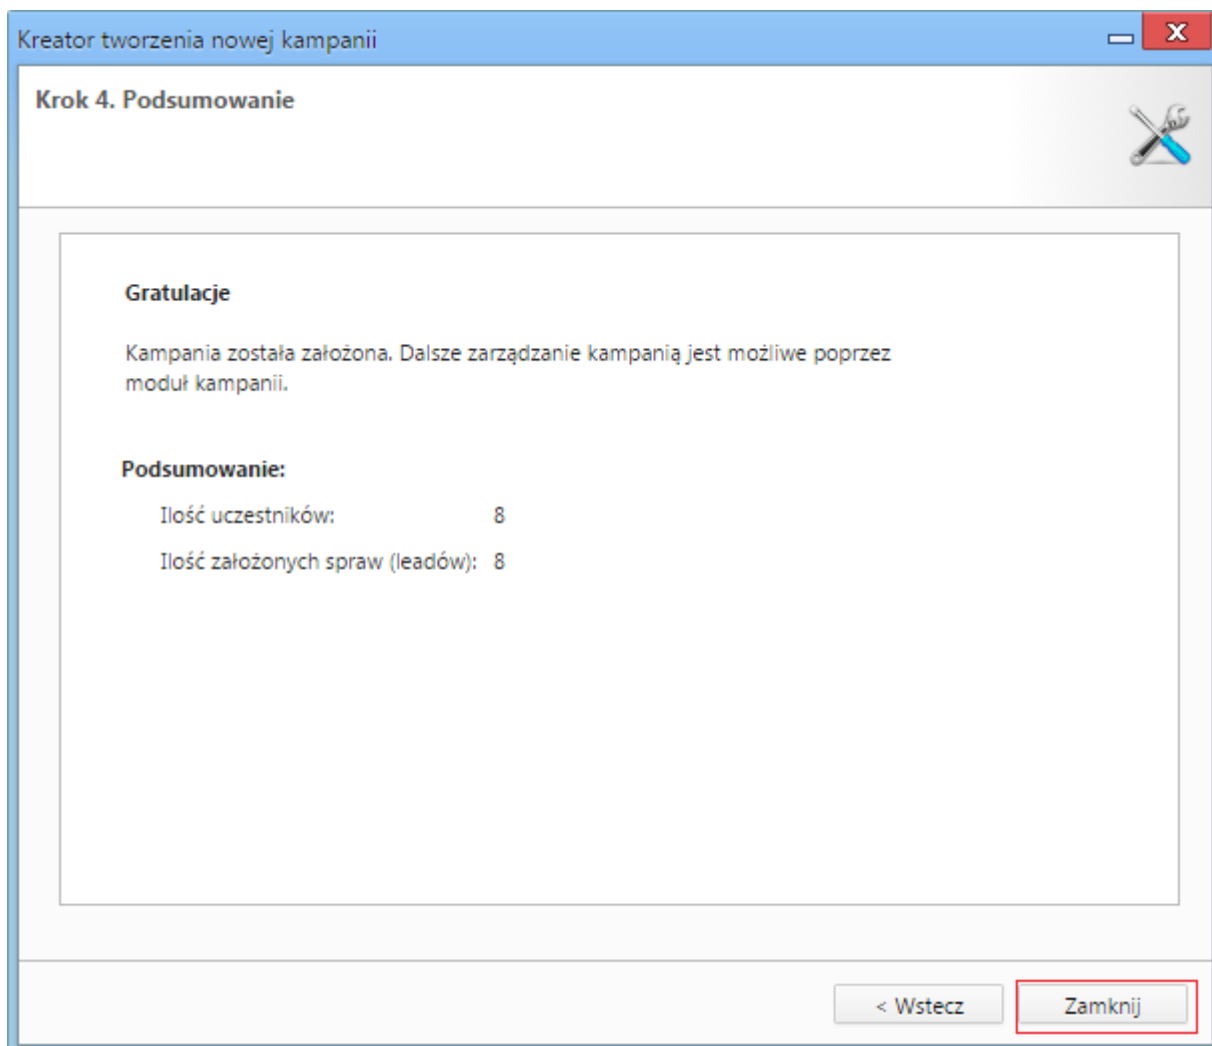 Kreator tworzenia nowej kampanii
Krok 4. Podsumowanie
Gratulacje
Kampania została założona. Dalsze zarządzanie kampanią jest możliwe poprzez
moduł kampanii.
Podsumowanie:
Ilość uczestników: 8
Ilość założonych spraw (leadów): 8
< Wstecz
Zamknij